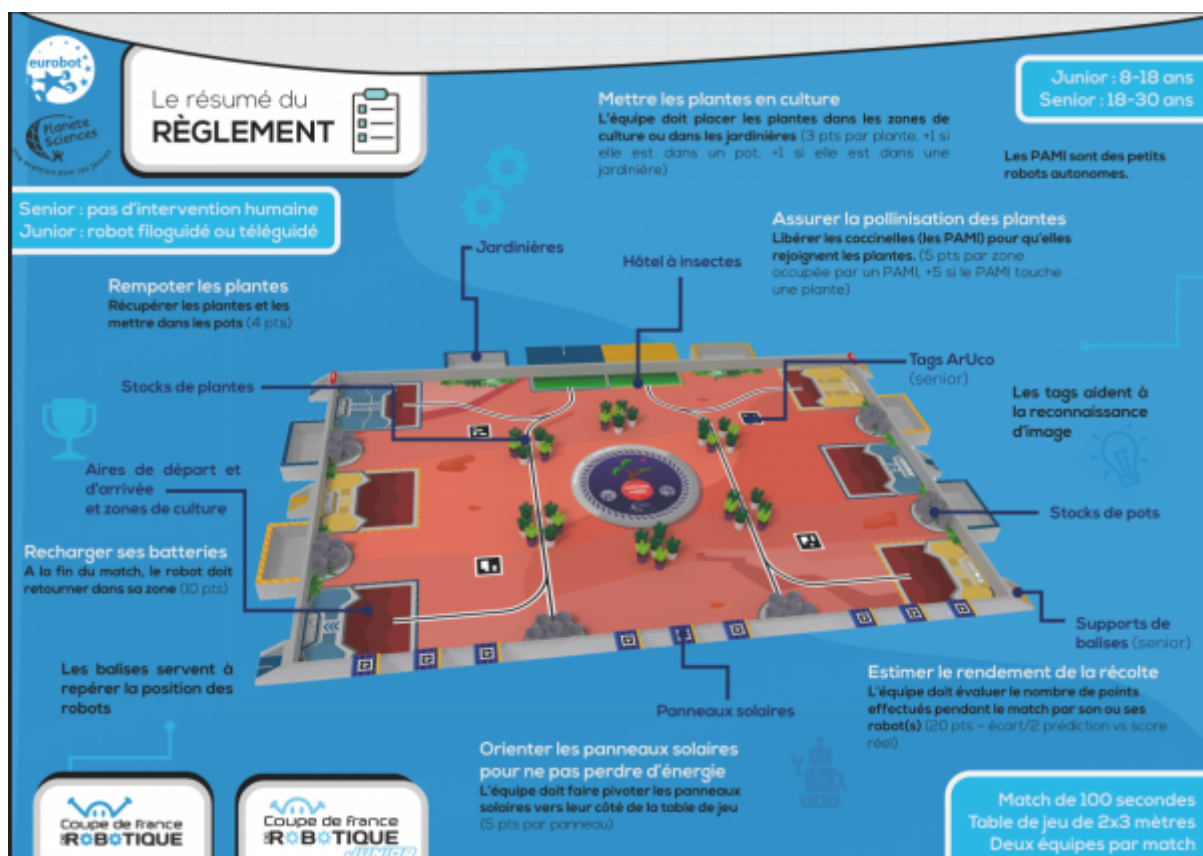 eurobot
Planète
Sciences
Le résumé du
RÈGLEMENT
Junior : 8-18 ans
Senior : 18-30 ans
Mettre les plantes en culture
L'équipe doit placer les plantes dans les zones de
culture ou dans les jardinières (3 pts par plante, +1 si
elle est dans un pot, +1 si elle est dans une
jardinière)
Les PAMI sont des petits
robots autonomes.
Senior : pas d'intervention humaine
Junior : robot filoguidé ou téléguidé
Assurer la pollinisation des plantes
Libérer les coccinelles (les PAMI) pour qu'elles
rejoignent les plantes. (5 pts par zone
occupée par un PAMI, +5 si le PAMI touche
une plante)
Jardinières
Hôtel à insectes
Rempoter les plantes
Récupérer les plantes et les
mettre dans les pots (4 pts)
Tags ArUco
(senior)
Stocks de plantes
Les tags aident à
la reconnaissance
d'image
Aires de départ et
d'arrivée
et zones de culture
Stocks de pots
Recharger ses batteries
A la fin du match, le robot doit
retourner dans sa zone (10 pts)
Supports de
balises (senior)
Les balises servent à
repérer la position des
robots
Estimer le rendement de la récolte
L'équipe doit évaluer le nombre de points
effectués pendant le match par son ou ses
robot(s) (20 pts – écart/2 prédiction vs score
réel)
Panneaux solaires
Orienter les panneaux solaires
pour ne pas perdre d'énergie
L'équipe doit faire pivoter les panneaux
solaires vers leur côté de la table de jeu
(5 pts par panneau)
Coupe de France
DE ROBOTIQUE
Coupe de France
DE ROBOTIQUE
JUNIOR
Match de 100 secondes
Table de jeu de 2x3 mètres
Deux équipes par match